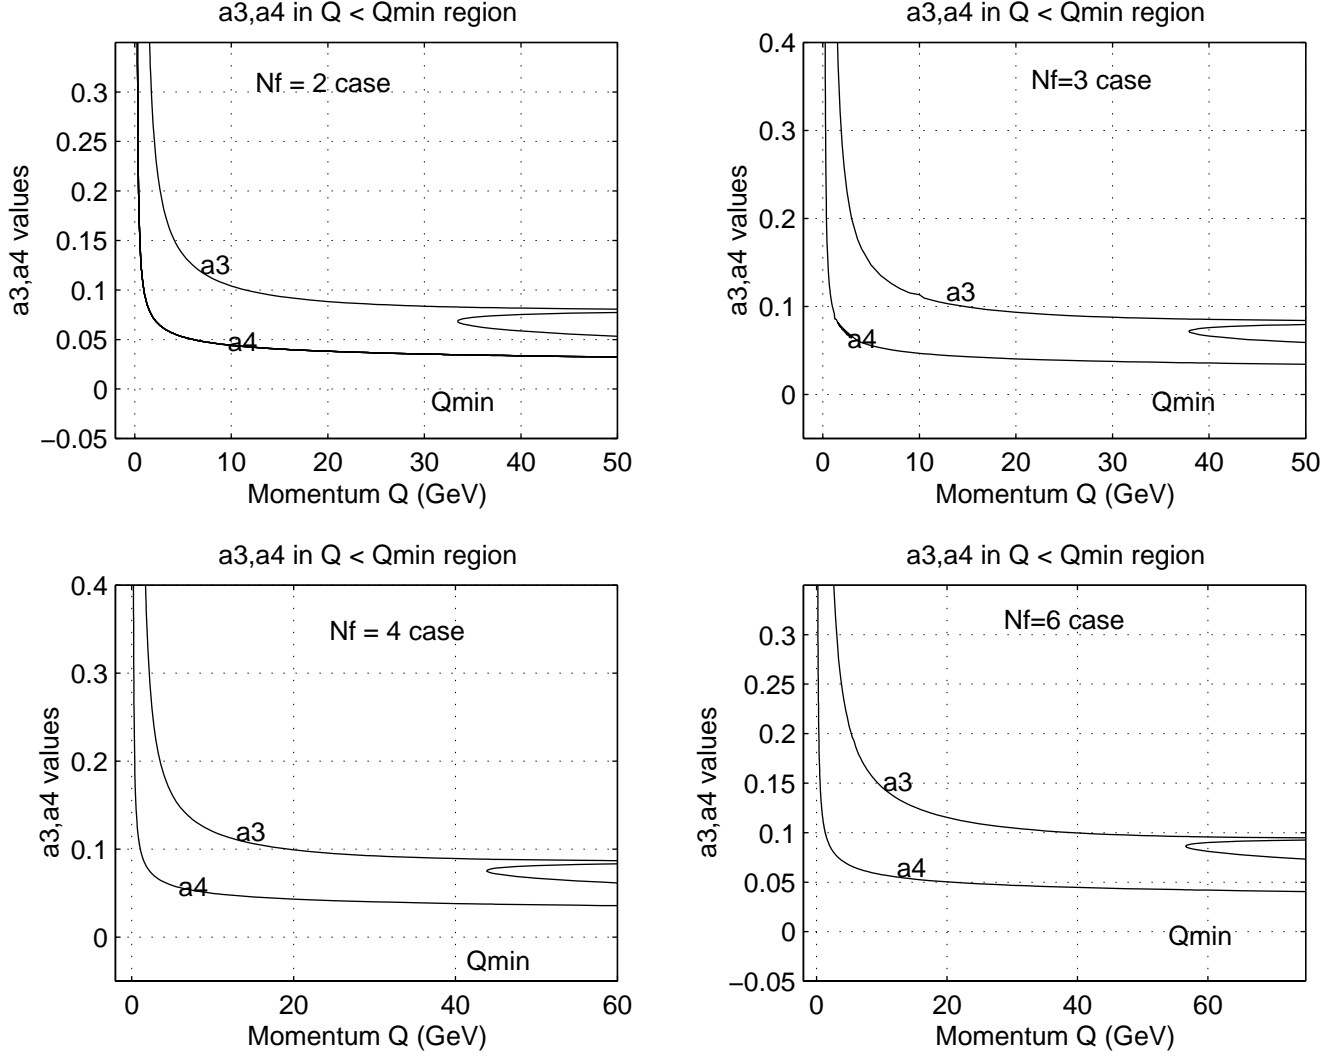 a3,a4 in Q < Qmin region
Nf = 2 case
a3
a4
Qmin
0.3
0.25
0.2
0.15
0.1
0.05
0
−0.05
a3,a4 values
0 10 20 30 40 50
Momentum Q (GeV)
a3,a4 in Q < Qmin region
Nf=3 case
a3
a4
Qmin
0.4
0.3
0.2
0.1
0
a3,a4 values
0 10 20 30 40 50
Momentum Q (GeV)
a3,a4 in Q < Qmin region
Nf = 4 case
a3
a4
Qmin
0.4
0.3
0.2
0.1
0
a3,a4 values
0 20 40 60
Momentum Q (GeV)
a3,a4 in Q < Qmin region
Nf=6 case
a3
a4
Qmin
0.3
0.25
0.2
0.15
0.1
0.05
0
−0.05
a3,a4 values
0 20 40 60
Momentum Q (GeV)